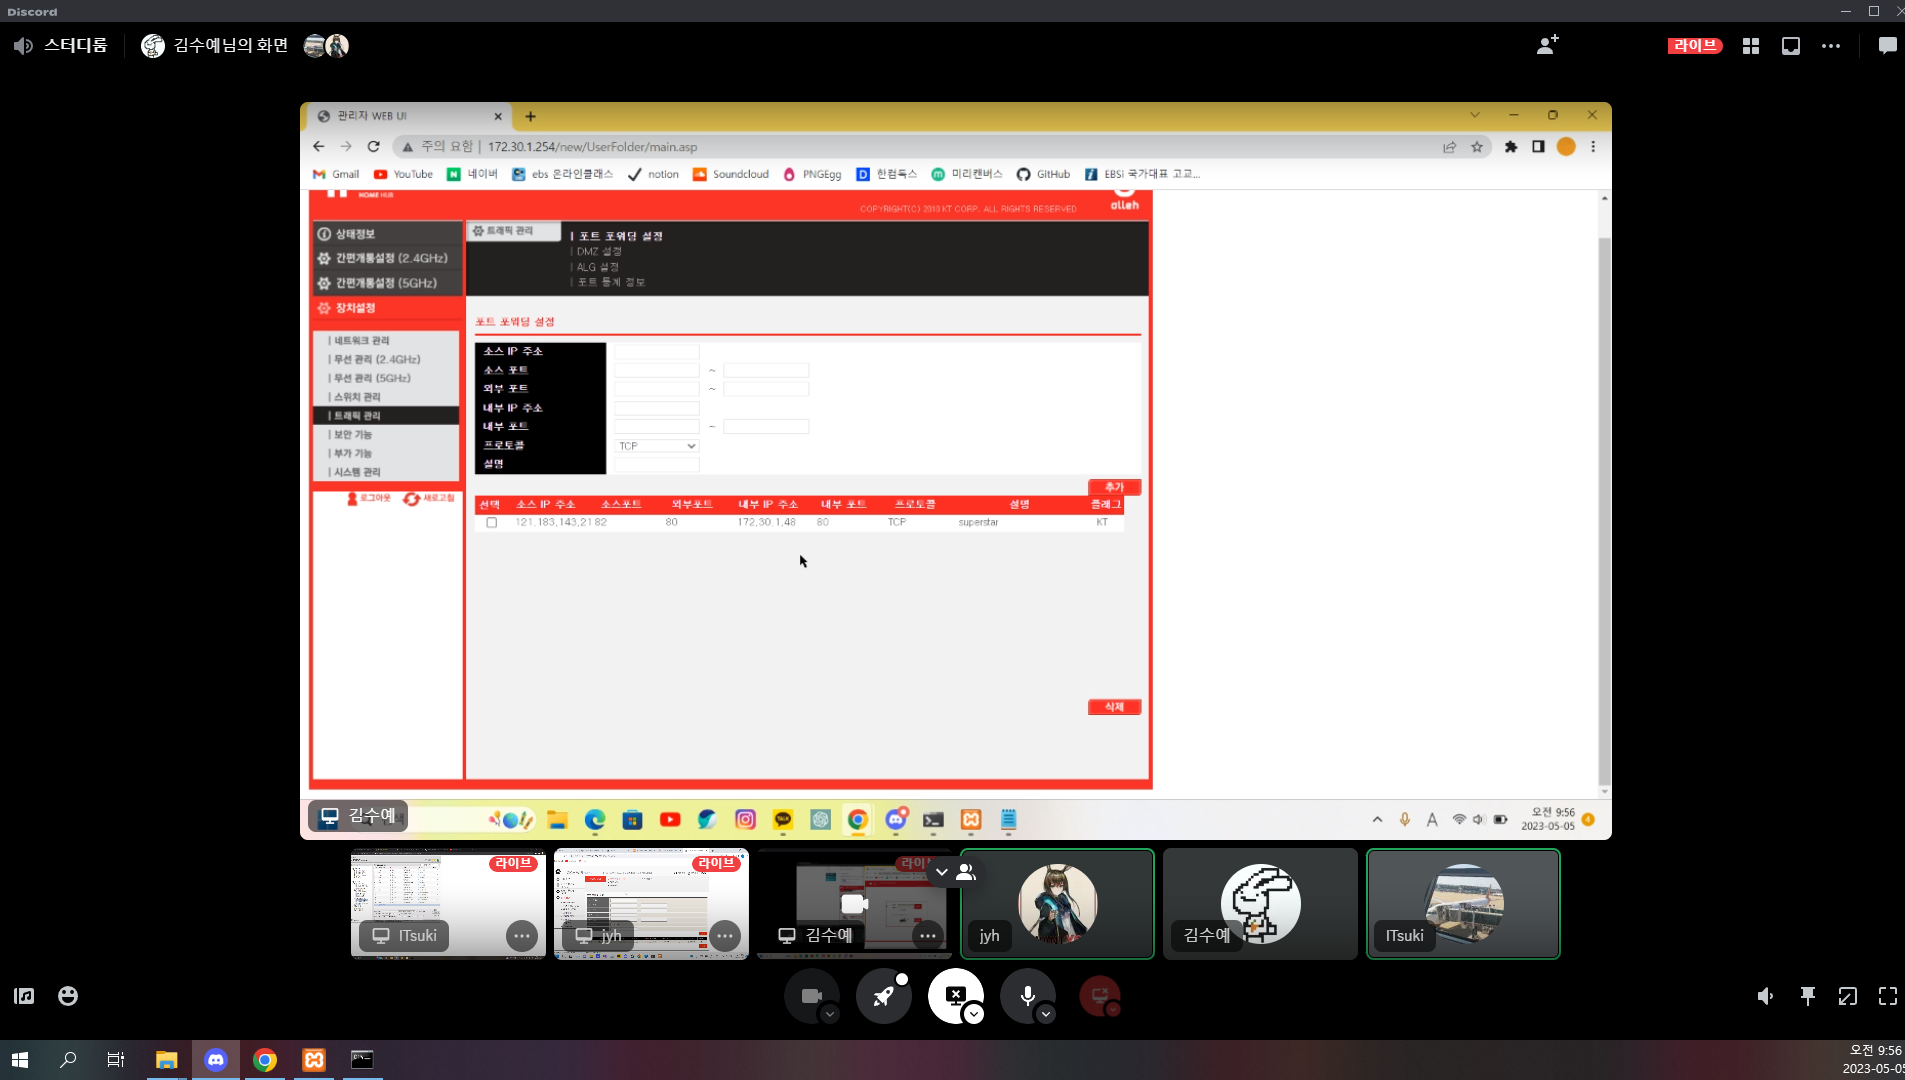 Discord
스터디룸
김수예님의 화면
라이브
관리자 WEB UI
주의 요함 | 172.30.1.254/new/UserFolder/main.asp
Gmail YouTube 네이버 ebs 온라인클래스 notion Soundcloud PNGEgg 한컴독스 미리캔버스 GitHub EBSi 국가대표 고교...
HOME HUB
COPYRIGHT(C) 2010 KT CORP. ALL RIGHTS RESERVED
olleh
상태정보
간편개통설정 (2.4GHz)
간편개통설정 (5GHz)
장치설정
| 네트워크 관리
| 무선 관리 (2.4GHz)
| 무선 관리 (5GHz)
| 스위치 관리
| 트래픽 관리
| 보안 기능
| 부가 기능
| 시스템 관리
로그아웃 새로고침
트래픽 관리
| 포트 포워딩 설정
| DMZ 설정
| ALG 설정
| 포트 통계 정보
포트 포워딩 설정
소스 IP 주소
소스 포트 ~
외부 포트 ~
내부 IP 주소
내부 포트 ~
프로토콜 TCP
설명
추가
선택 소스 IP 주소 소스포트 외부포트 내부 IP 주소 내부 포트 프로토콜 설명 플래그
121.183.143.21 82 80 172.30.1.48 80 TCP superstar KT
삭제
김수예
TALK
A
오전 9:56
2023-05-05
4
라이브
ITsuki
라이브
jyh
라이브
김수예
jyh
김수예
ITsuki
오전 9:56
2023-05-05